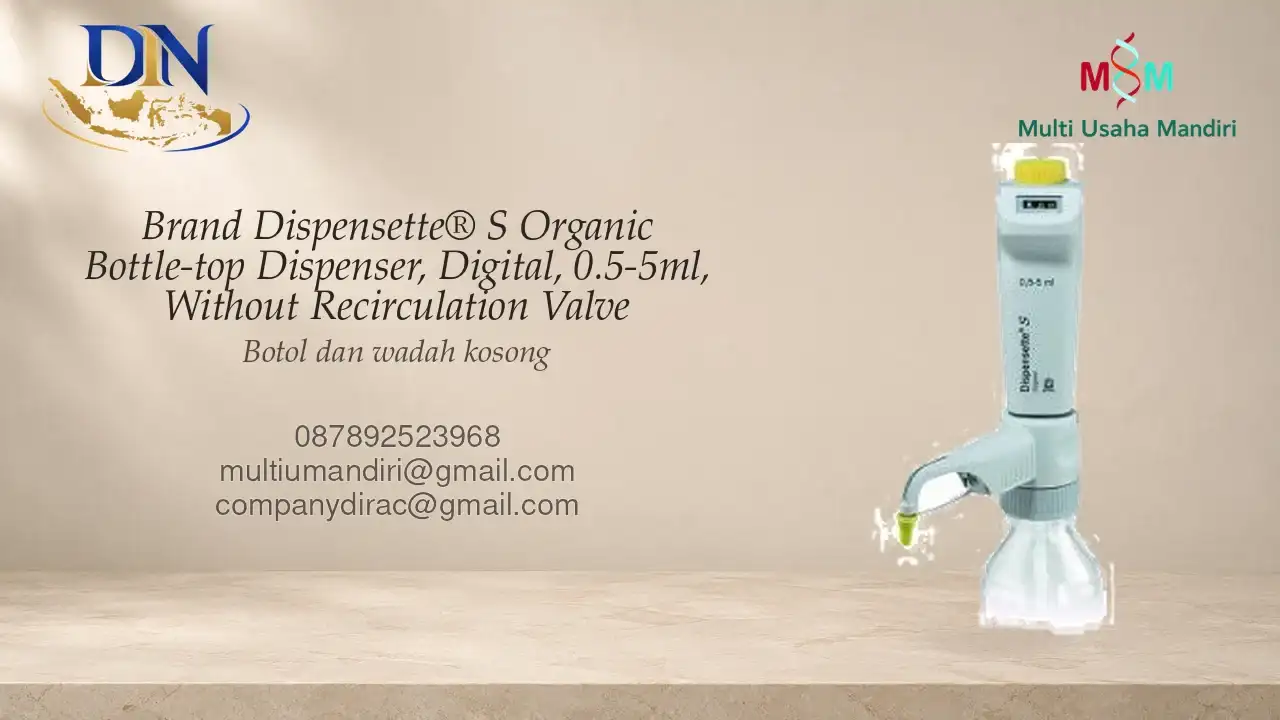 DN
M M
Multi Usaha Mandiri
Brand Dispensette® S Organic
Bottle-top Dispenser, Digital, 0.5-5ml,
Without Recirculation Valve
Botol dan wadah kosong
087892523968
multiumandiri@gmail.com
companydirac@gmail.com
0,5-5 ml
Dispensette® S